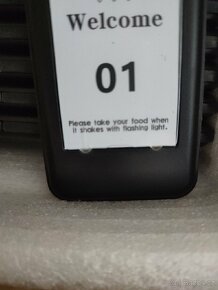 Welcome
01
Please take your food when
it shakes with flashing light.